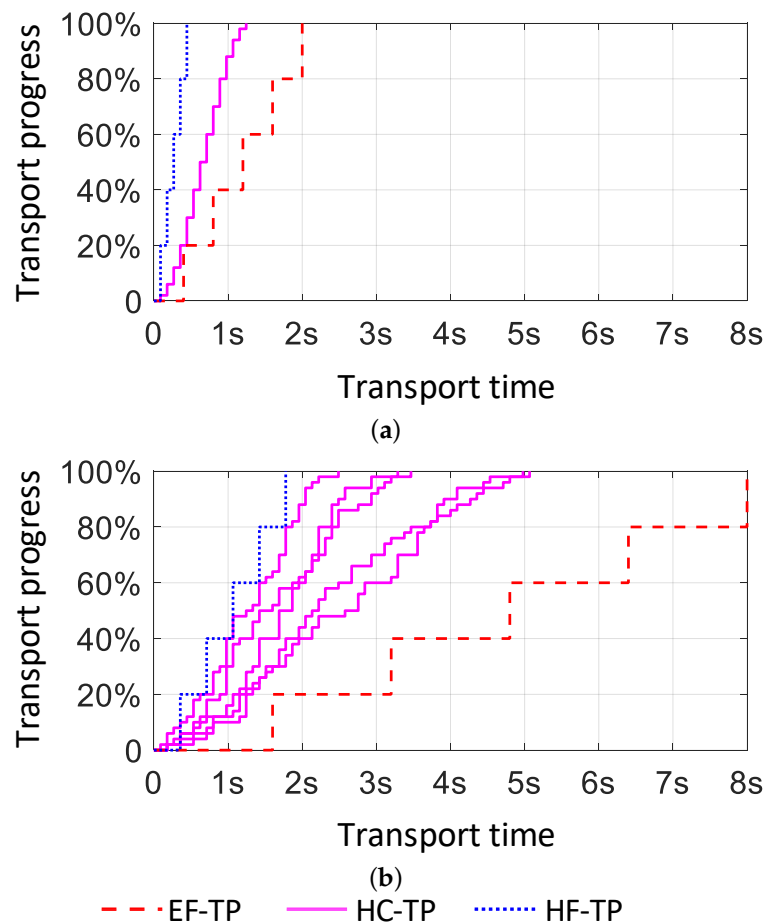 Transport progress
100%
80%
60%
40%
20%
0
0 1s 2s 3s 4s 5s 6s 7s 8s
Transport time
(a)
Transport progress
100%
80%
60%
40%
20%
0
0 1s 2s 3s 4s 5s 6s 7s 8s
Transport time
(b)
EF-TP HC-TP HF-TP